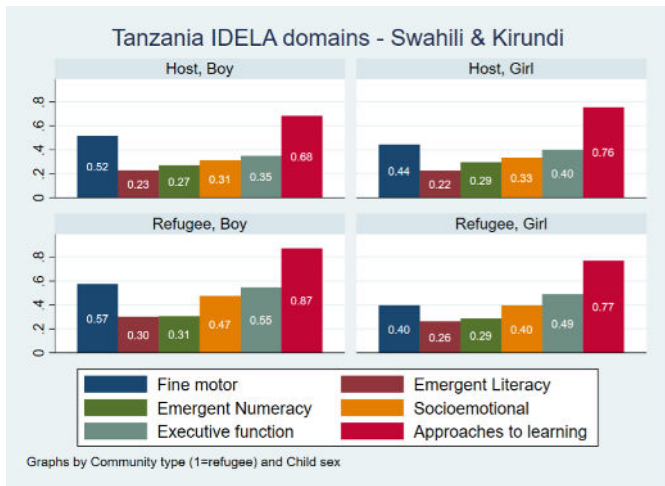 Tanzania IDELA domains - Swahili & Kirundi
Host, Boy
Host, Girl
.8
.6
.4
.2
0
0.52
0.23
0.27
0.31
0.35
0.68
0.44
0.22
0.29
0.33
0.40
0.76
Refugee, Boy
Refugee, Girl
.8
.6
.4
.2
0
0.57
0.30
0.31
0.47
0.55
0.87
0.40
0.26
0.29
0.40
0.49
0.77
Fine motor
Emergent Literacy
Emergent Numeracy
Socioemotional
Executive function
Approaches to learning
Graphs by Community type (1=refugee) and Child sex